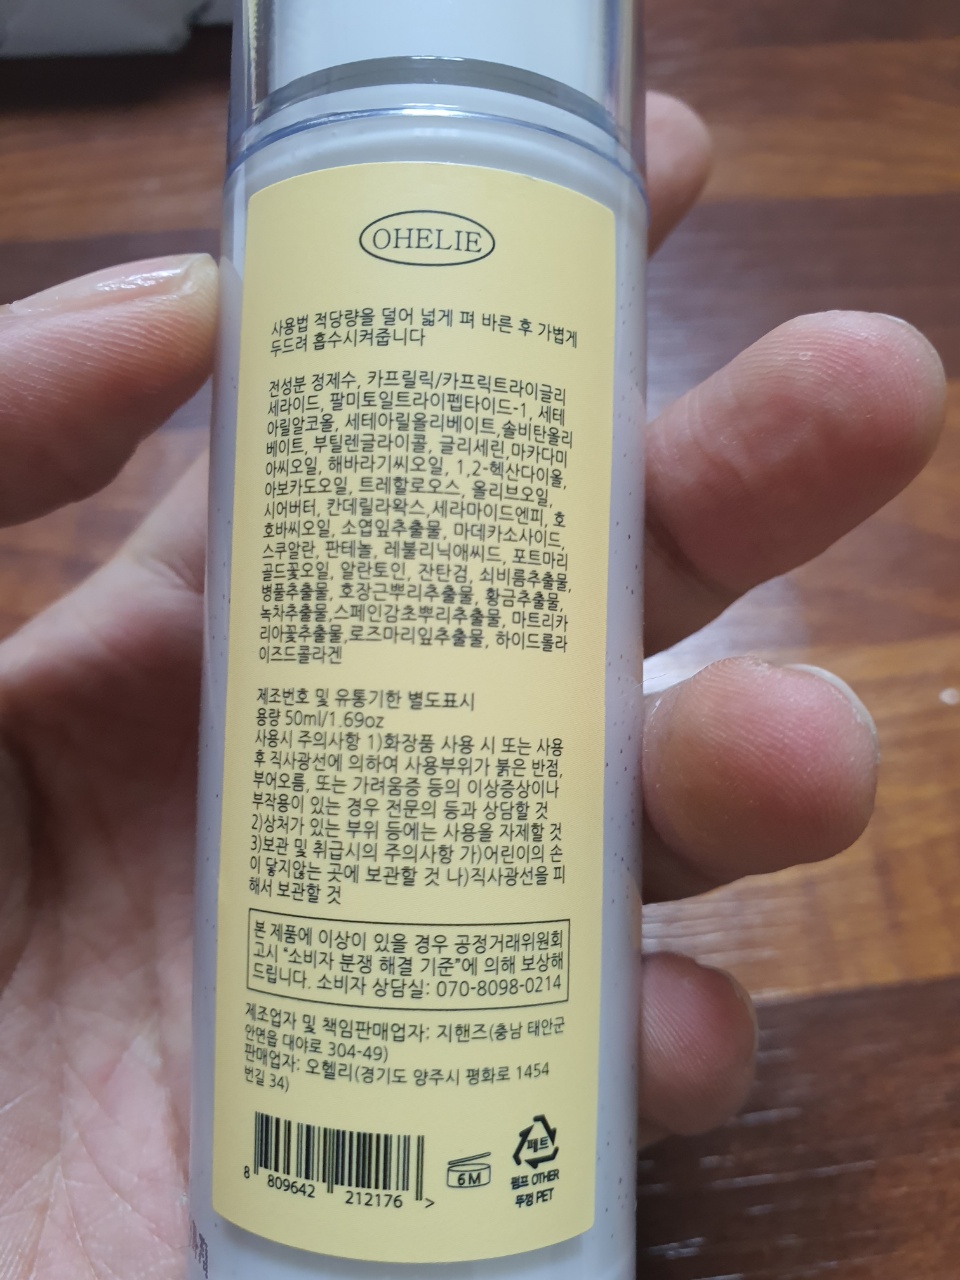 OHELIE
사용법 적당량을 덜어 넓게 펴 바른 후 가볍게
두드려 흡수시켜줍니다
전성분 정제수, 카프릴릭/카프릭트라이글리
세라이드, 팔미토일트라이펩타이드-1, 세테
아릴알코올, 세테아릴올리베이트,솔비탄올리
베이트, 부틸렌글라이콜, 글리세린,마카다미
아씨오일, 해바라기씨오일, 1,2-헥산다이올,
아보카도오일, 트레할로오스, 올리브오일,
시어버터, 칸데릴라왁스,세라마이드엔피, 호
호바씨오일, 소엽잎추출물, 마데카소사이드,
스쿠알란, 판테놀, 레불리닉애씨드, 포트마리
골드꽃오일, 알란토인, 잔탄검, 쇠비름추출물,
병풀추출물, 호장근뿌리추출물, 황금추출물,
녹차추출물,스페인감초뿌리추출물, 마트리카
리아꽃추출물,로즈마리잎추출물, 하이드롤라
이즈드콜라겐
제조번호 및 유통기한 별도표시
용량 50ml/1.69oz
사용시 주의사항 1)화장품 사용 시 또는 사용
후 직사광선에 의하여 사용부위가 붉은 반점,
부어오름, 또는 가려움증 등의 이상증상이나
부작용이 있는 경우 전문의 등과 상담할 것
2)상처가 있는 부위 등에는 사용을 자제할 것
3)보관 및 취급시의 주의사항 가)어린이의 손
이 닿지않는 곳에 보관할 것 나)직사광선을 피
해서 보관할 것
본 제품에 이상이 있을 경우 공정거래위원회
고시 "소비자 분쟁 해결 기준"에 의해 보상해
드립니다. 소비자 상담실: 070-8098-0214
제조업자 및 책임판매업자: 지핸즈(충남 태안군
안면읍 대야로 304-49)
판매업자: 오헬리(경기도 양주시 평화로 1454
번길 34)
8 809642 212176 >
6M
페트
펌프 OTHER
뚜껑 PET